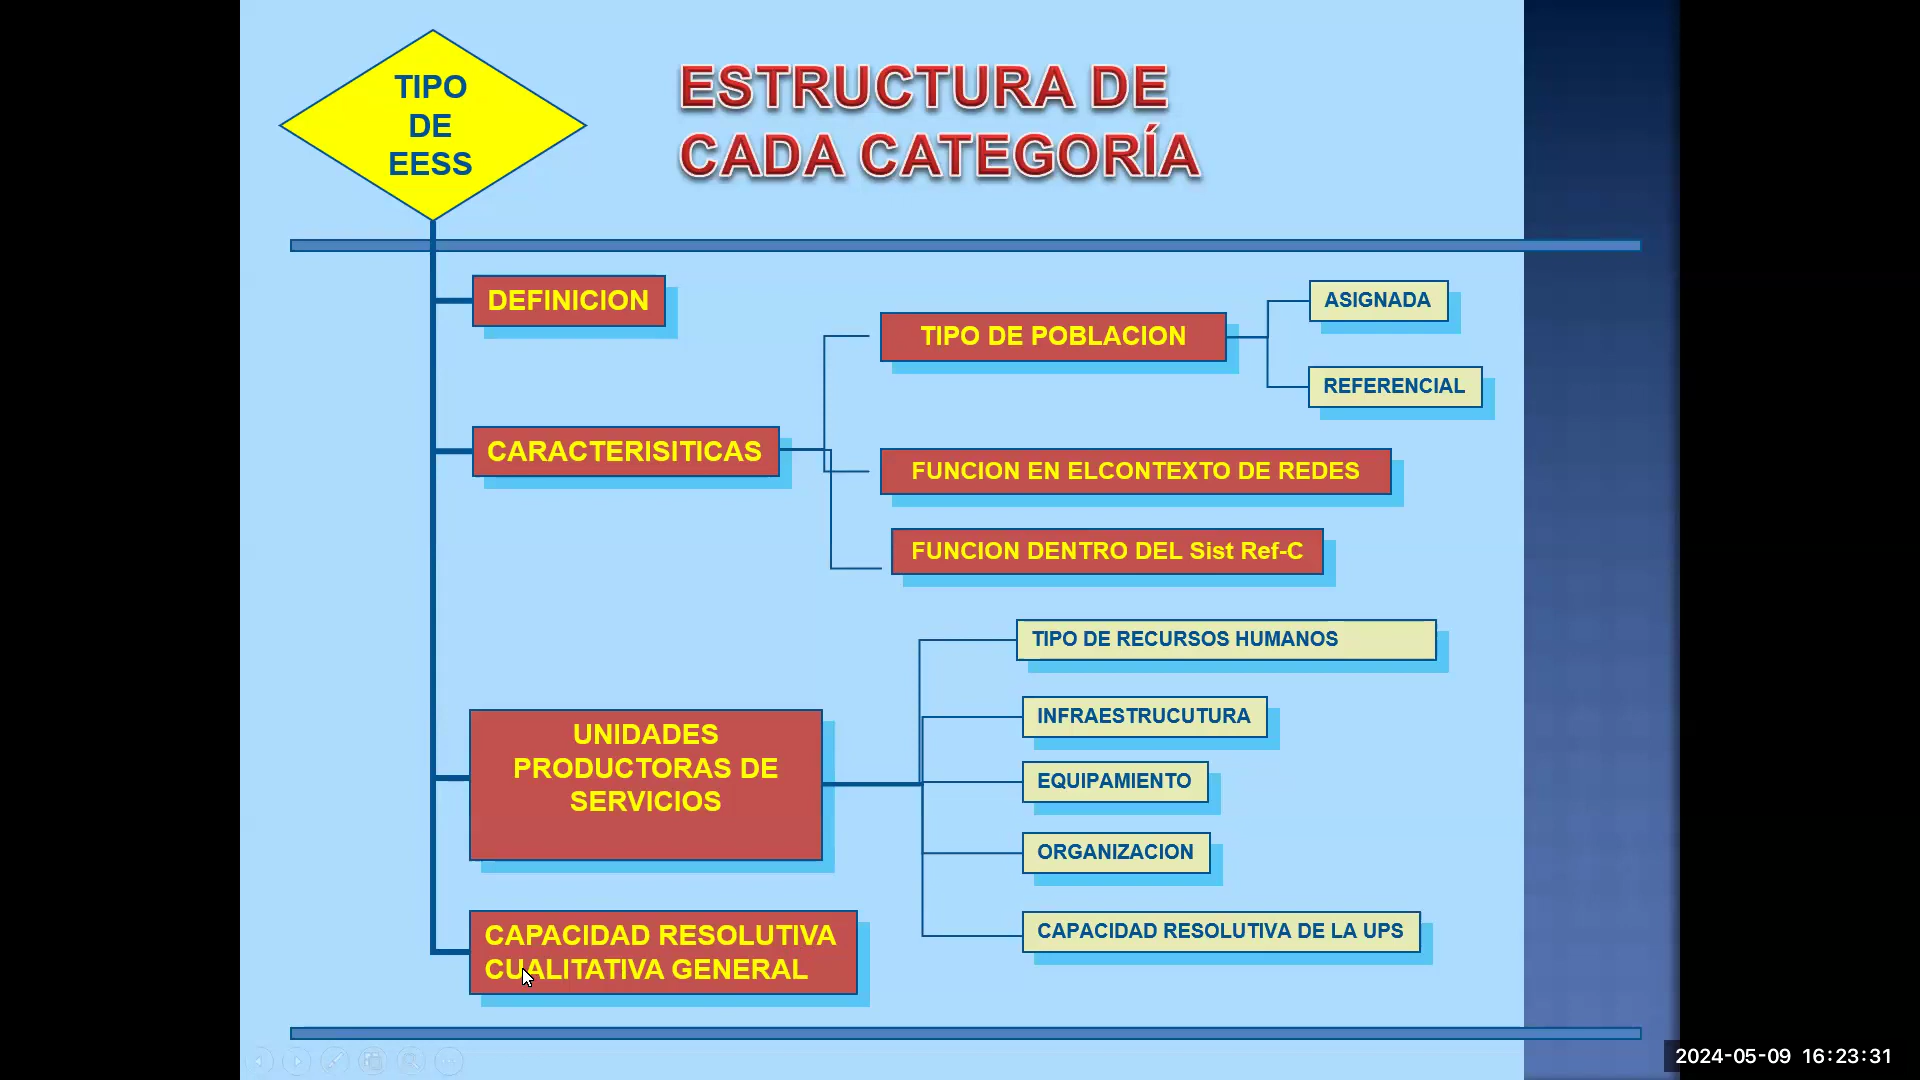 TIPO
DE
EESS
ESTRUCTURA DE
CADA CATEGORÍA
DEFINICION
TIPO DE POBLACION
ASIGNADA
REFERENCIAL
CARACTERISITICAS
FUNCION EN ELCONTEXTO DE REDES
FUNCION DENTRO DEL Sist Ref-C
TIPO DE RECURSOS HUMANOS
INFRAESTRUCUTURA
UNIDADES
PRODUCTORAS DE
SERVICIOS
EQUIPAMIENTO
ORGANIZACION
CAPACIDAD RESOLUTIVA DE LA UPS
CAPACIDAD RESOLUTIVA
CUALITATIVA GENERAL
2024-05-09 16:23:31